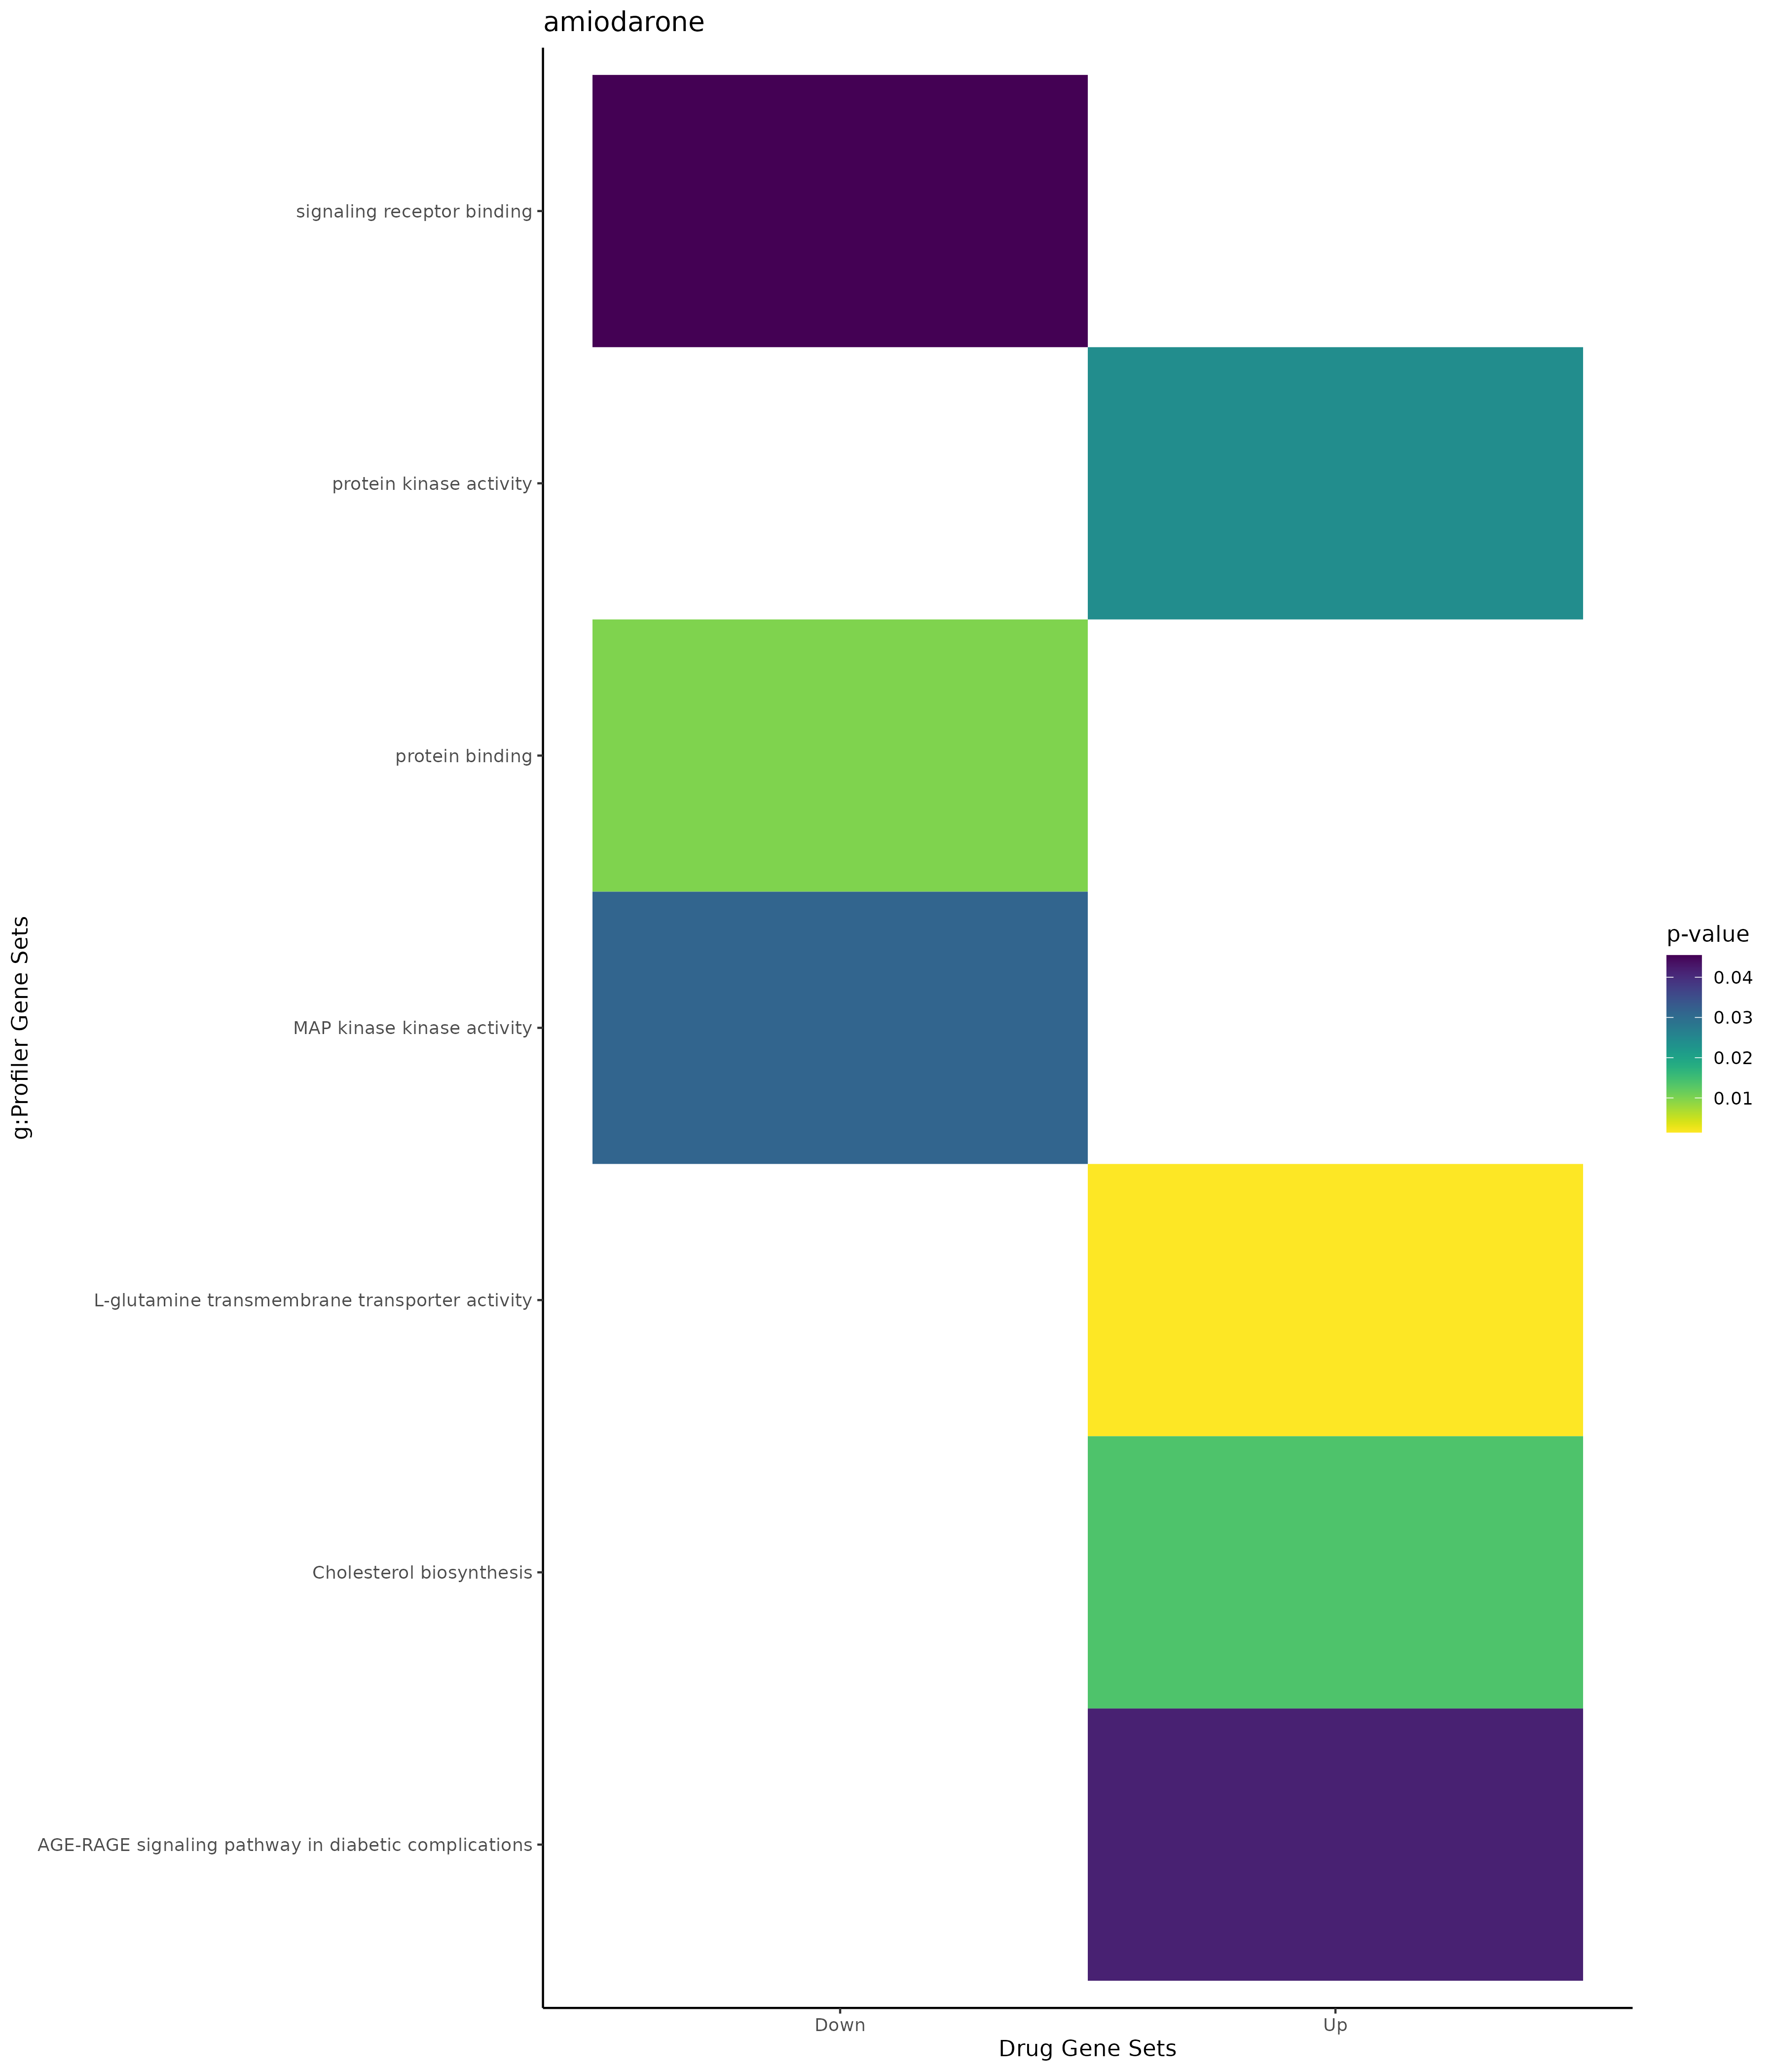 amiodarone
g:Profiler Gene Sets
signaling receptor binding
protein kinase activity
protein binding
MAP kinase kinase activity
L-glutamine transmembrane transporter activity
Cholesterol biosynthesis
AGE-RAGE signaling pathway in diabetic complications
Down
Up
Drug Gene Sets
p-value
0.04
0.03
0.02
0.01